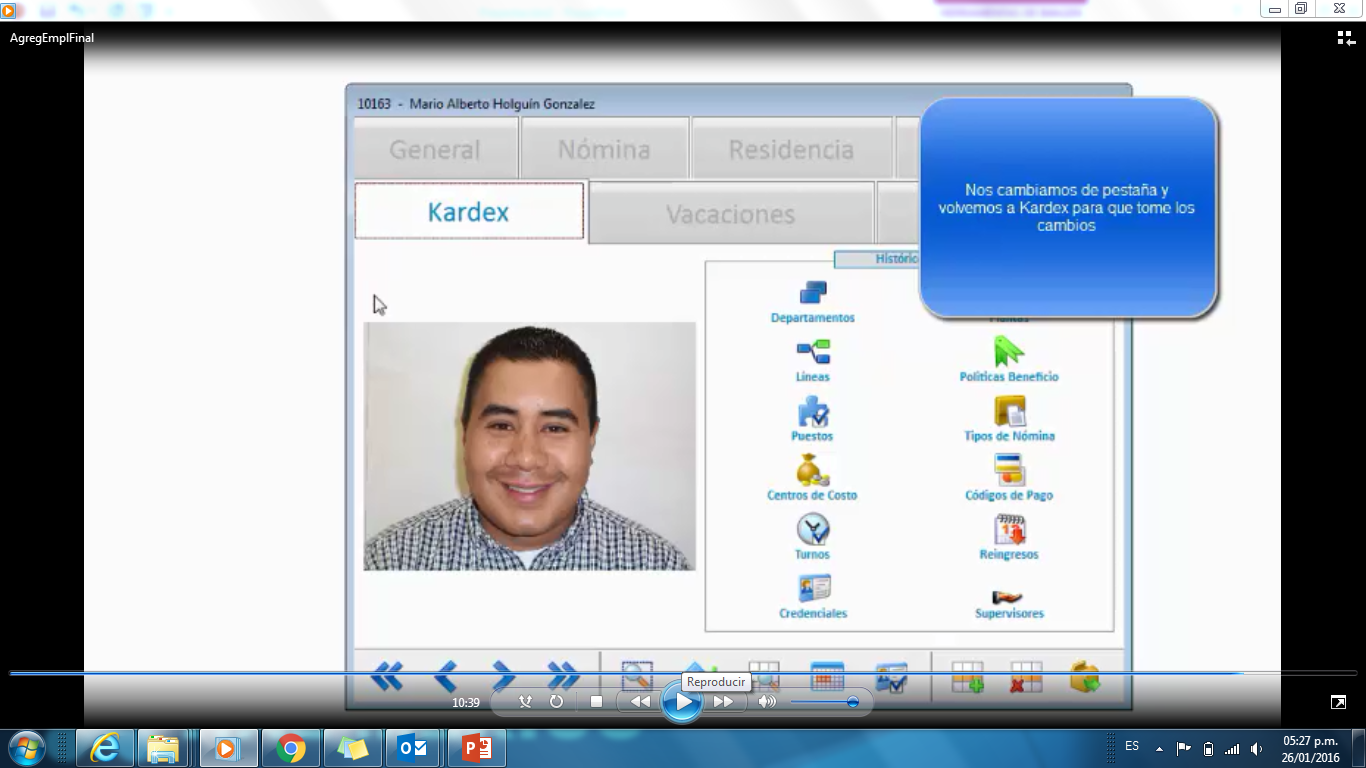 AgregEmplFinal
10163 - Mario Alberto Holguín Gonzalez
General
Nómina
Residencia
Kardex
Vacaciones
Nos cambiamos de pestaña y
volvemos a Kardex para que tome los
cambios
Departamentos
Líneas
Políticas Beneficio
Puestos
Tipos de Nómina
Centros de Costo
Códigos de Pago
Turnos
Reingresos
Credenciales
Supervisores
Reproducir
10:39
ES
05:27 p.m.
26/01/2016